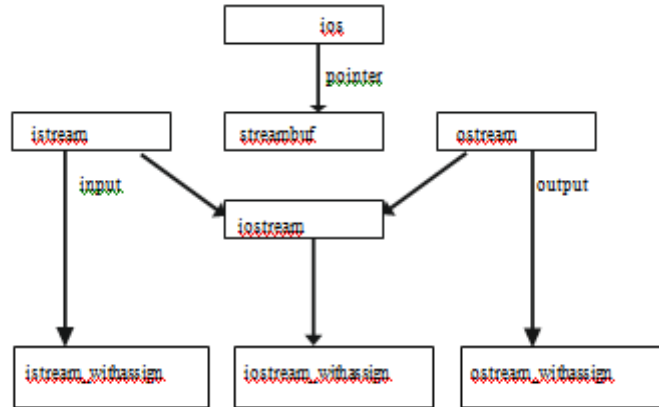 ios
pointer
istream
streambuf
ostream
input
output
iostream
istream_withassign
iostream_withassign
ostream_withassign